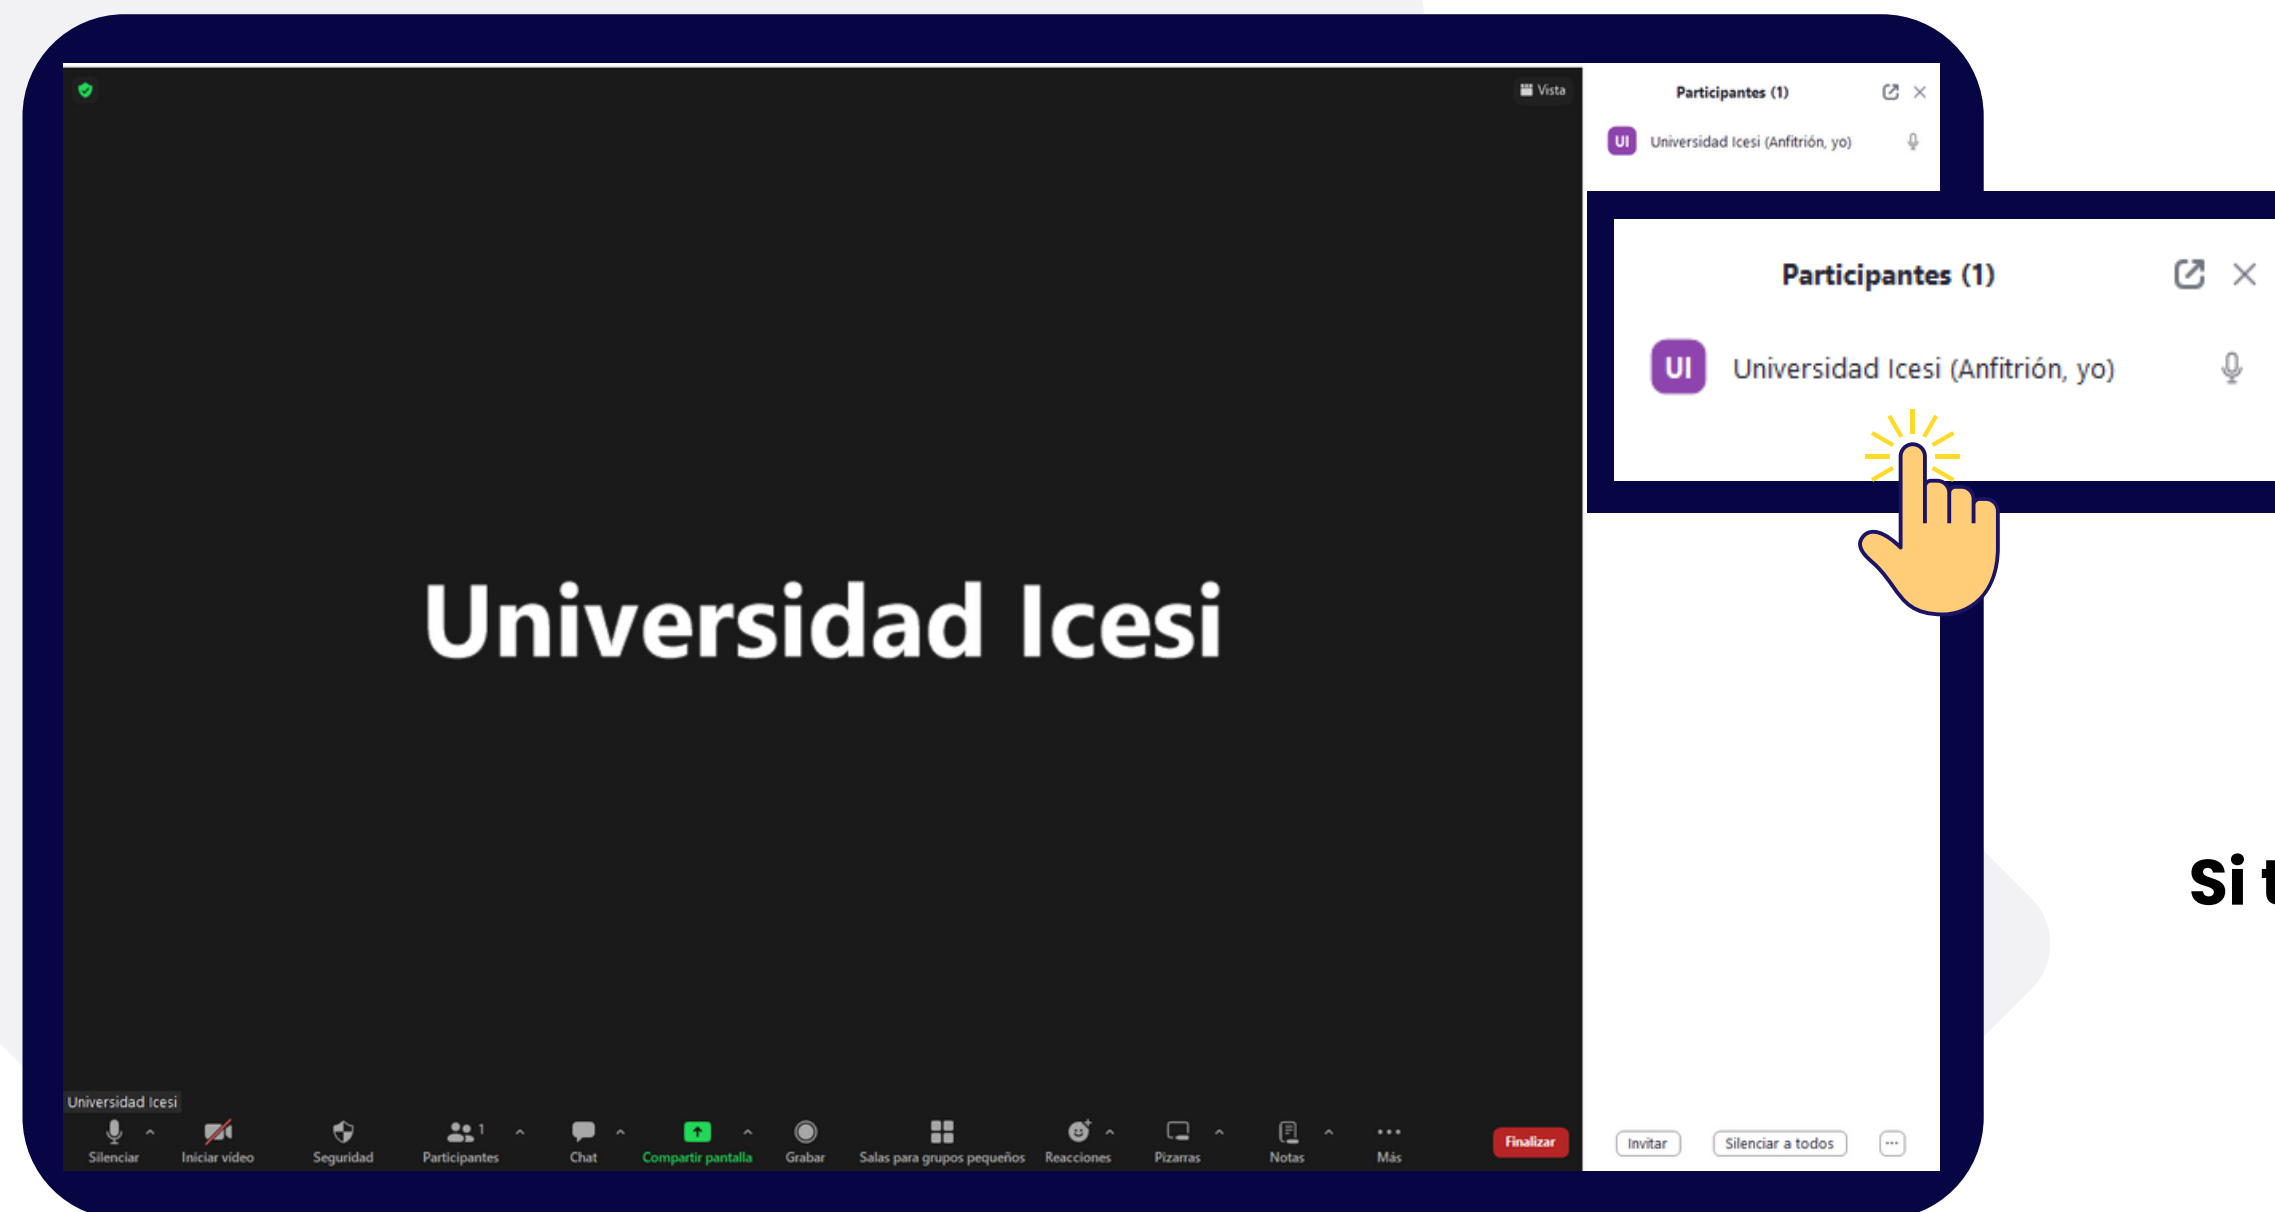 Vista
Participantes (1)
UI Universidad Icesi (Anfitrión, yo)
Participantes (1)
UI Universidad Icesi (Anfitrión, yo)
Universidad Icesi
Si t
Universidad Icesi
Silenciar Iniciar vídeo Seguridad Participantes 1 Chat Compartir pantalla Grabar Salas para grupos pequeños Reacciones Pizarras Notas Más Finalizar
Invitar Silenciar a todos